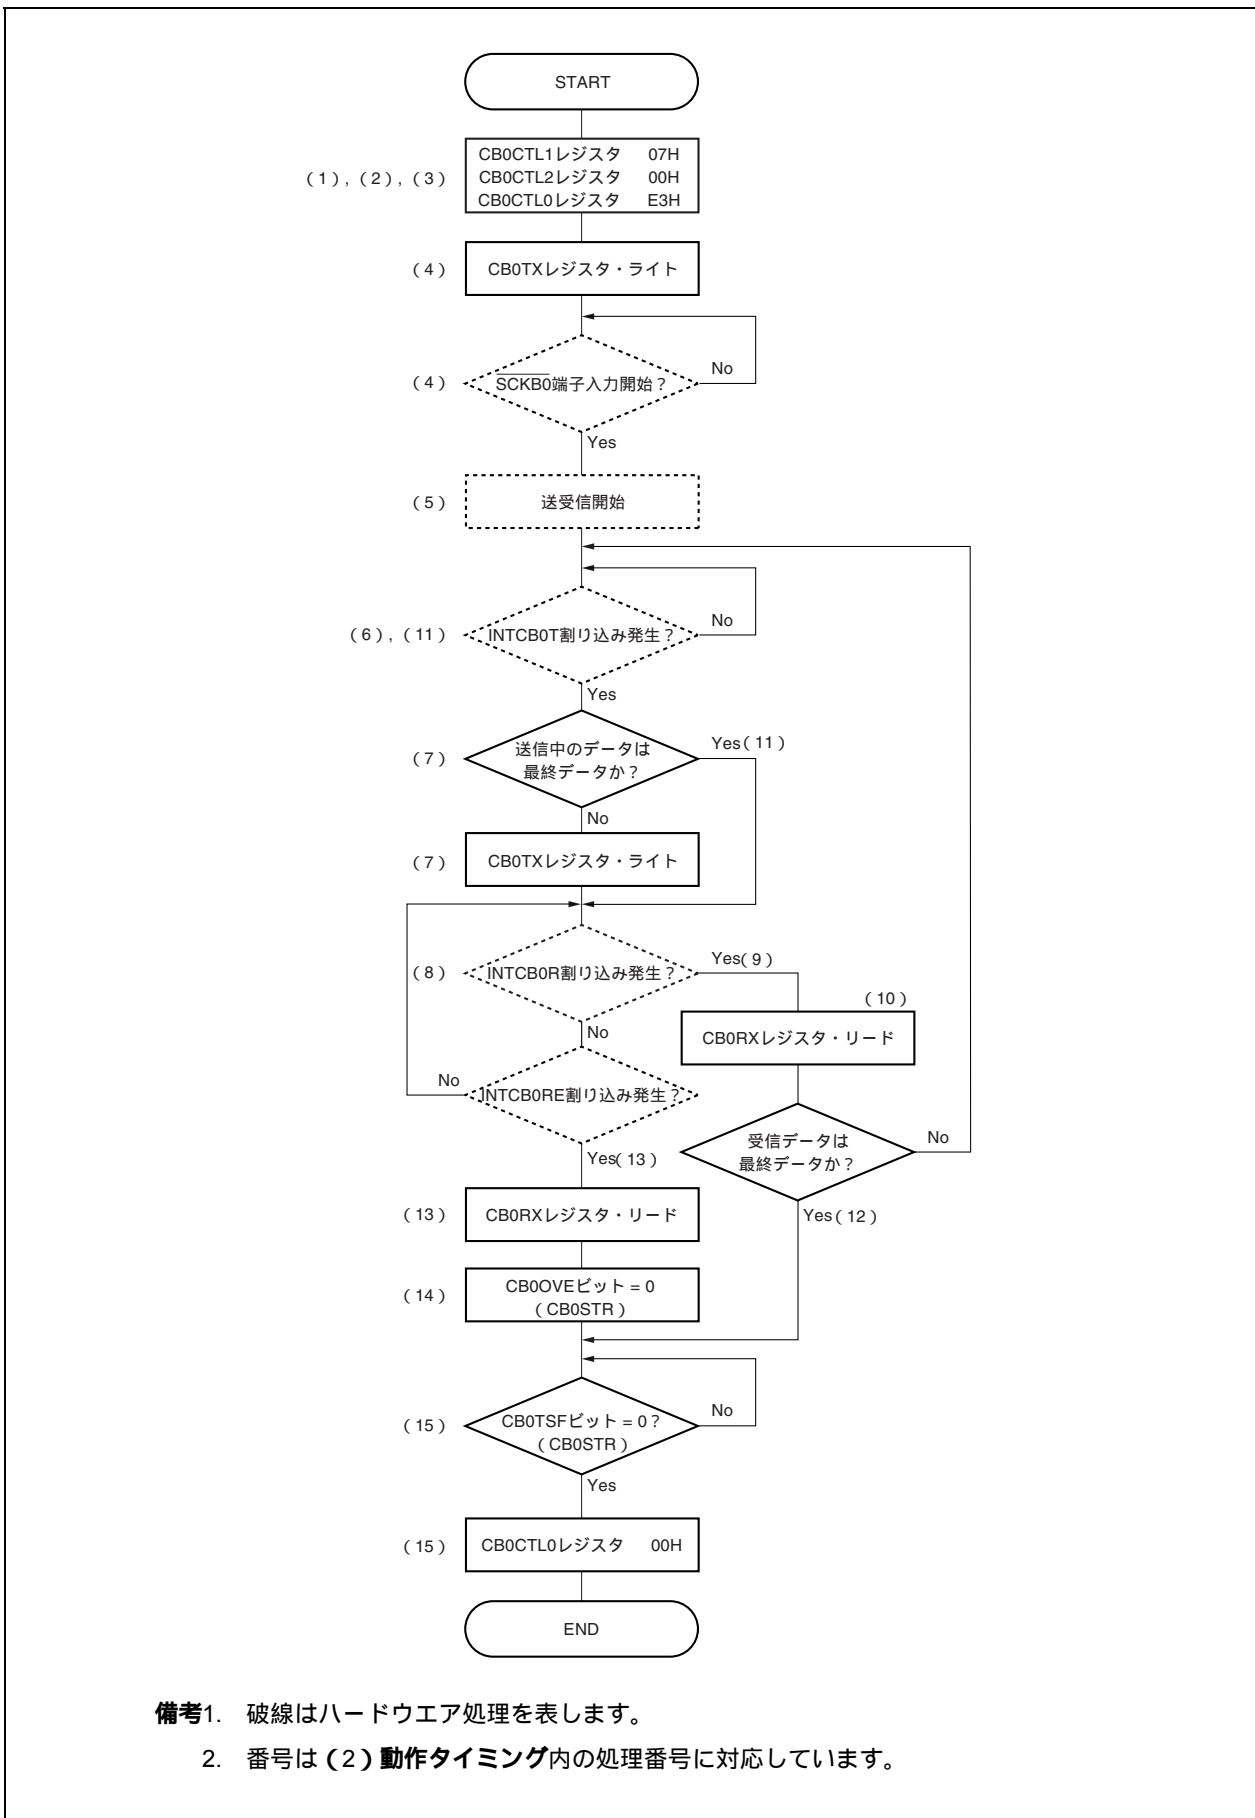 START
(1),(2),(3)
CB0CTL1レジスタ 07H
CB0CTL2レジスタ 00H
CB0CTL0レジスタ E3H
(4) CB0TXレジスタ・ライト
(4) SCKB0端子入力開始? No
Yes
(5) 送受信開始
(6),(11) INTCB0T割り込み発生? No
Yes
(7) 送信中のデータは
最終データか?
Yes(11)
No
(7) CB0TXレジスタ・ライト
(8) INTCB0R割り込み発生? Yes(9)
No
(10)
CB0RXレジスタ・リード
No INTCB0RE割り込み発生?
受信データは
最終データか?
No
Yes(13)
Yes(12)
(13) CB0RXレジスタ・リード
(14) CB0OVEビット=0
(CB0STR)
(15) CB0TSFビット=0?
(CB0STR)
No
Yes
(15) CB0CTL0レジスタ 00H
END
備考1. 破線はハードウエア処理を表します。
2. 番号は(2)動作タイミング内の処理番号に対応しています。